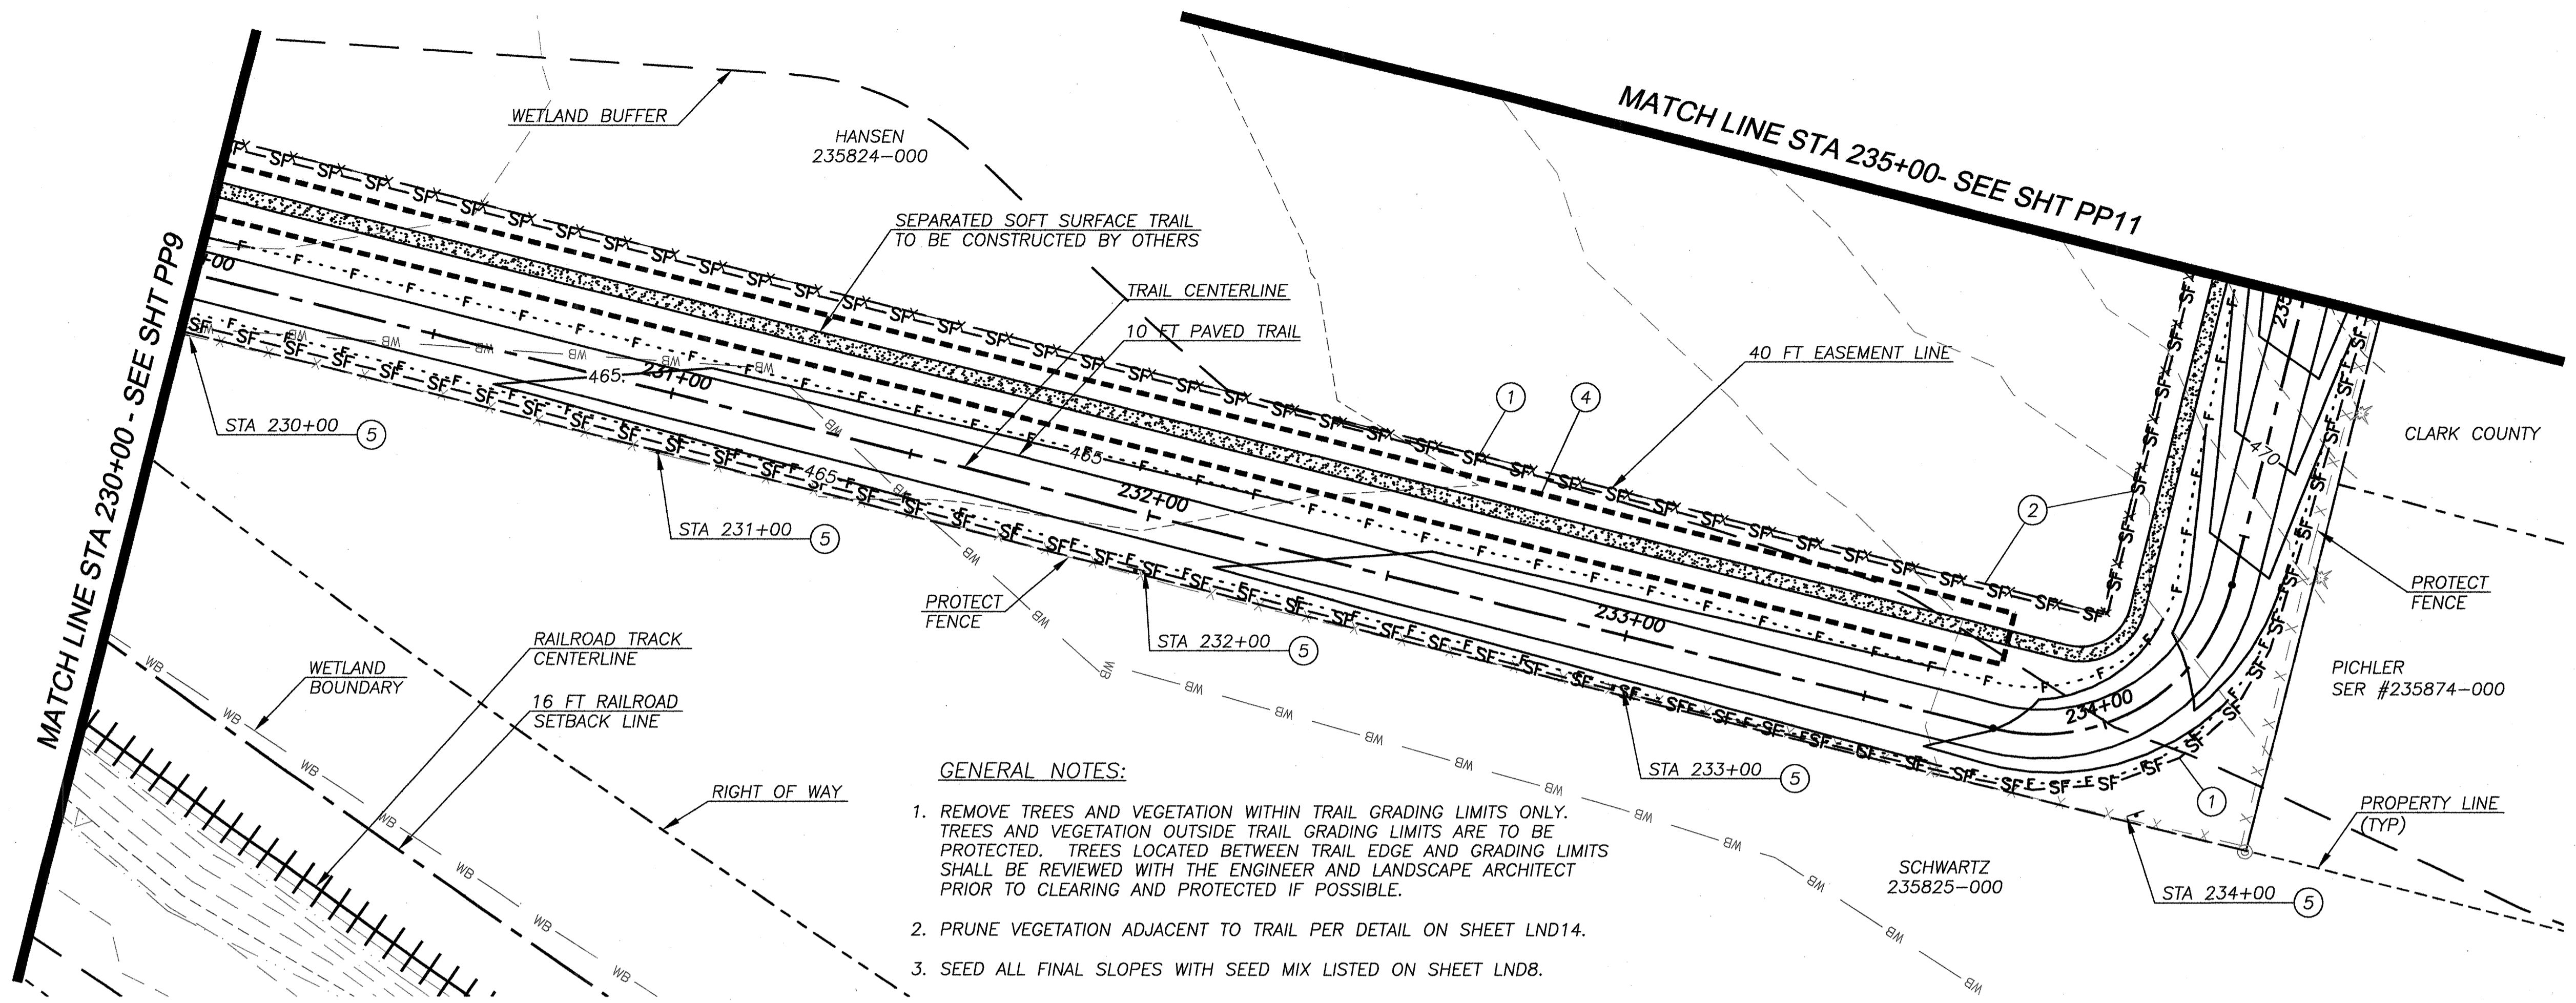 MATCH LINE STA 230+00 - SEE SHT PP9
MATCH LINE STA 235+00- SEE SHT PP11
WETLAND BUFFER
HANSEN
235824-000
SEPARATED SOFT SURFACE TRAIL
TO BE CONSTRUCTED BY OTHERS
TRAIL CENTERLINE
10 FT PAVED TRAIL
40 FT EASEMENT LINE
1
4
2
CLARK COUNTY
465
231+00
465
465
232+00
233+00
234+00
235
470
STA 230+00 5
STA 231+00 5
PROTECT
FENCE
STA 232+00 5
STA 233+00 5
STA 234+00 5
1
PROTECT
FENCE
PICHLER
SER #235874-000
PROPERTY LINE
(TYP)
SCHWARTZ
235825-000
RAILROAD TRACK
CENTERLINE
WETLAND
BOUNDARY
16 FT RAILROAD
SETBACK LINE
RIGHT OF WAY
GENERAL NOTES:
1. REMOVE TREES AND VEGETATION WITHIN TRAIL GRADING LIMITS ONLY.
TREES AND VEGETATION OUTSIDE TRAIL GRADING LIMITS ARE TO BE
PROTECTED. TREES LOCATED BETWEEN TRAIL EDGE AND GRADING LIMITS
SHALL BE REVIEWED WITH THE ENGINEER AND LANDSCAPE ARCHITECT
PRIOR TO CLEARING AND PROTECTED IF POSSIBLE.
2. PRUNE VEGETATION ADJACENT TO TRAIL PER DETAIL ON SHEET LND14.
3. SEED ALL FINAL SLOPES WITH SEED MIX LISTED ON SHEET LND8.